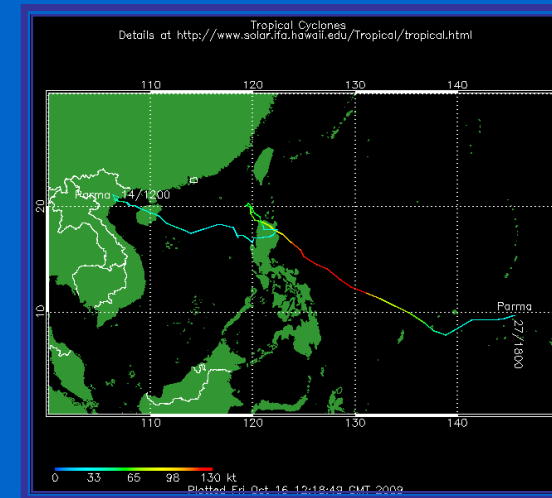 Tropical Cyclones
Details at http://www.solar.ifa.hawaii.edu/Tropical/tropical.html
110 120 130 140
Parma 14/1200
20
10
Parma
27/1800
110 120 130 140
0 33 65 98 130 kt
Plotted Fri Oct 16 12:18:49 GMT 2009